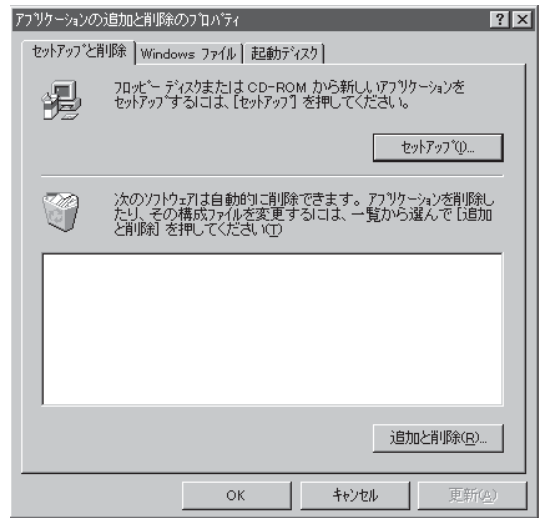 アプリケーションの追加と削除のプロパティ
セットアップと削除 Windows ファイル 起動ディスク
フロッピー ディスクまたは CD-ROM から新しいアプリケーションを
セットアップするには、[セットアップ] を押してください。
セットアップ(I)...
次のソフトウェアは自動的に削除できます。アプリケーションを削除し
たり、その構成ファイルを変更するには、一覧から選んで [追加
と削除] を押してください(T)
追加と削除(R)...
OK キャンセル 更新(A)